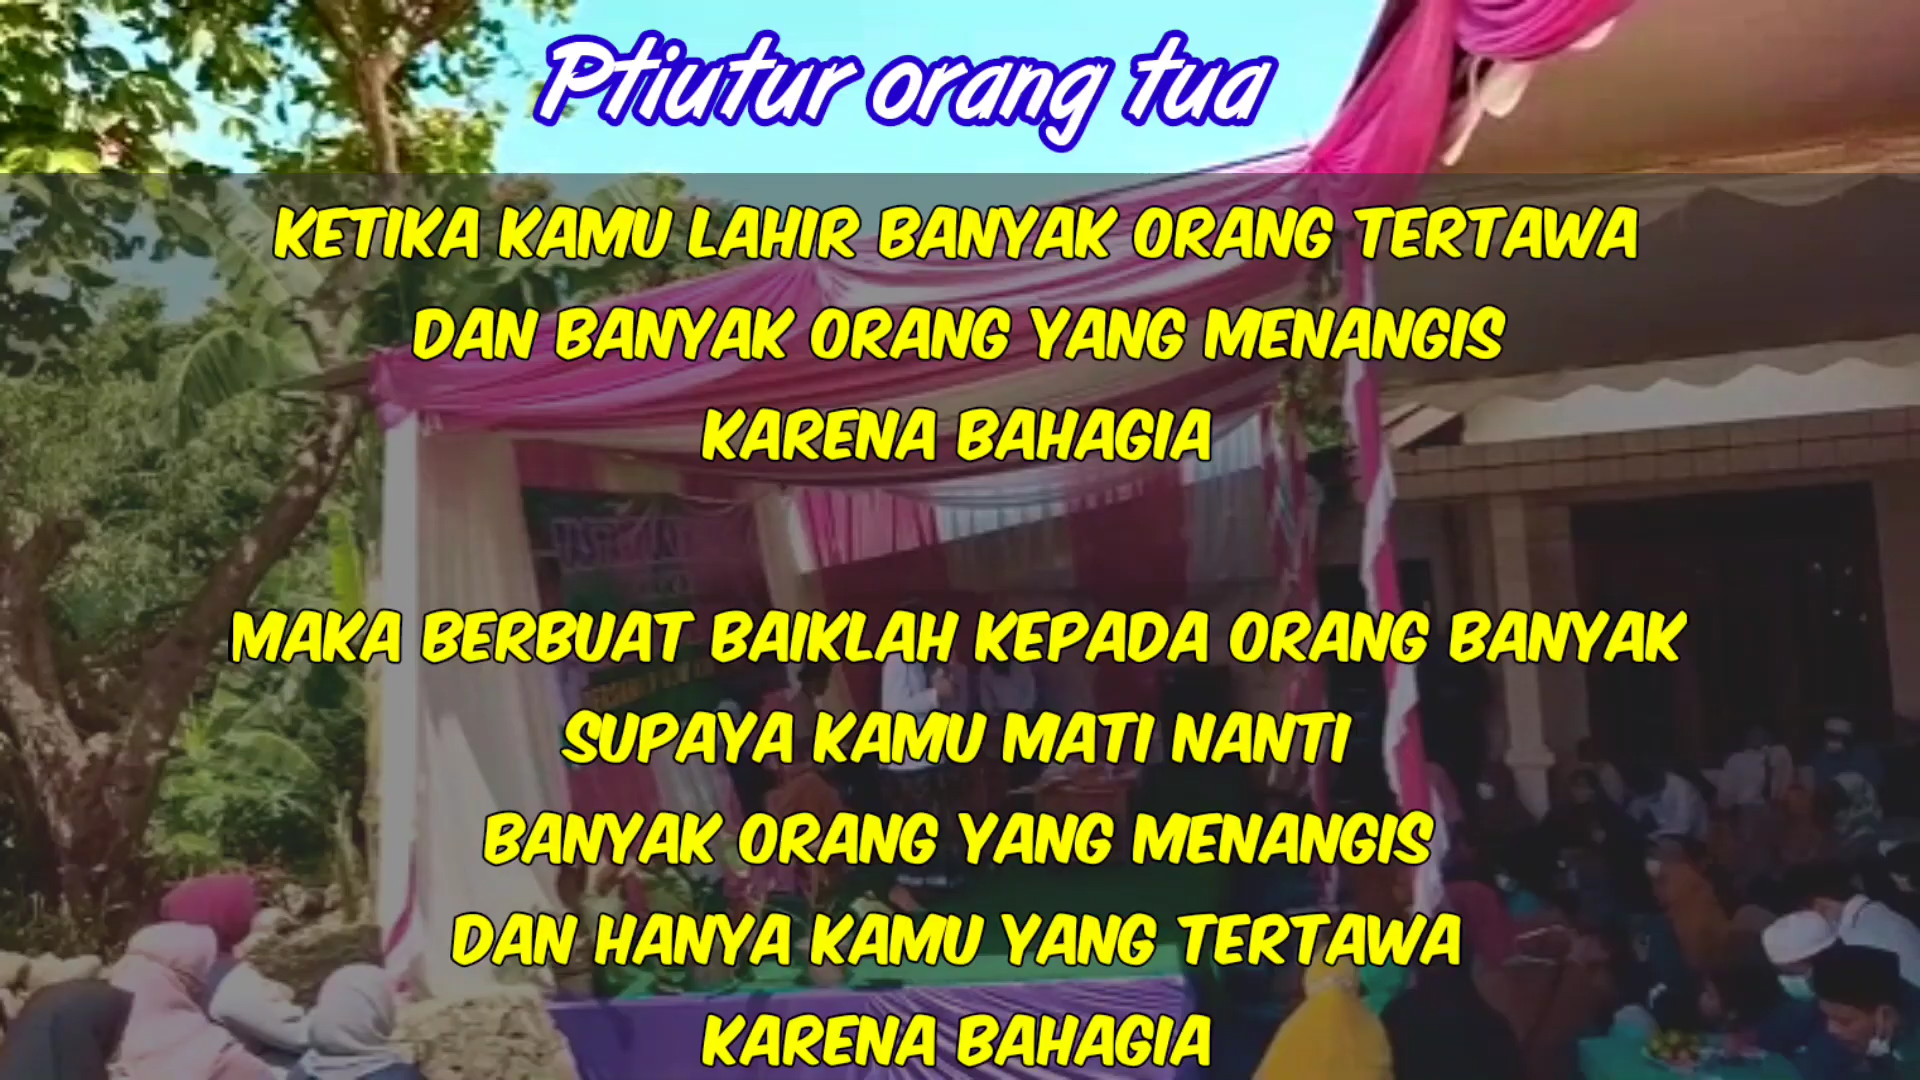 Ptiutur orang tua
KETIKA KAMU LAHIR BANYAK ORANG TERTAWA
DAN BANYAK ORANG YANG MENANGIS
KARENA BAHAGIA
MAKA BERBUAT BAIKLAH KEPADA ORANG BANYAK
SUPAYA KAMU MATI NANTI
BANYAK ORANG YANG MENANGIS
DAN HANYA KAMU YANG TERTAWA
KARENA BAHAGIA